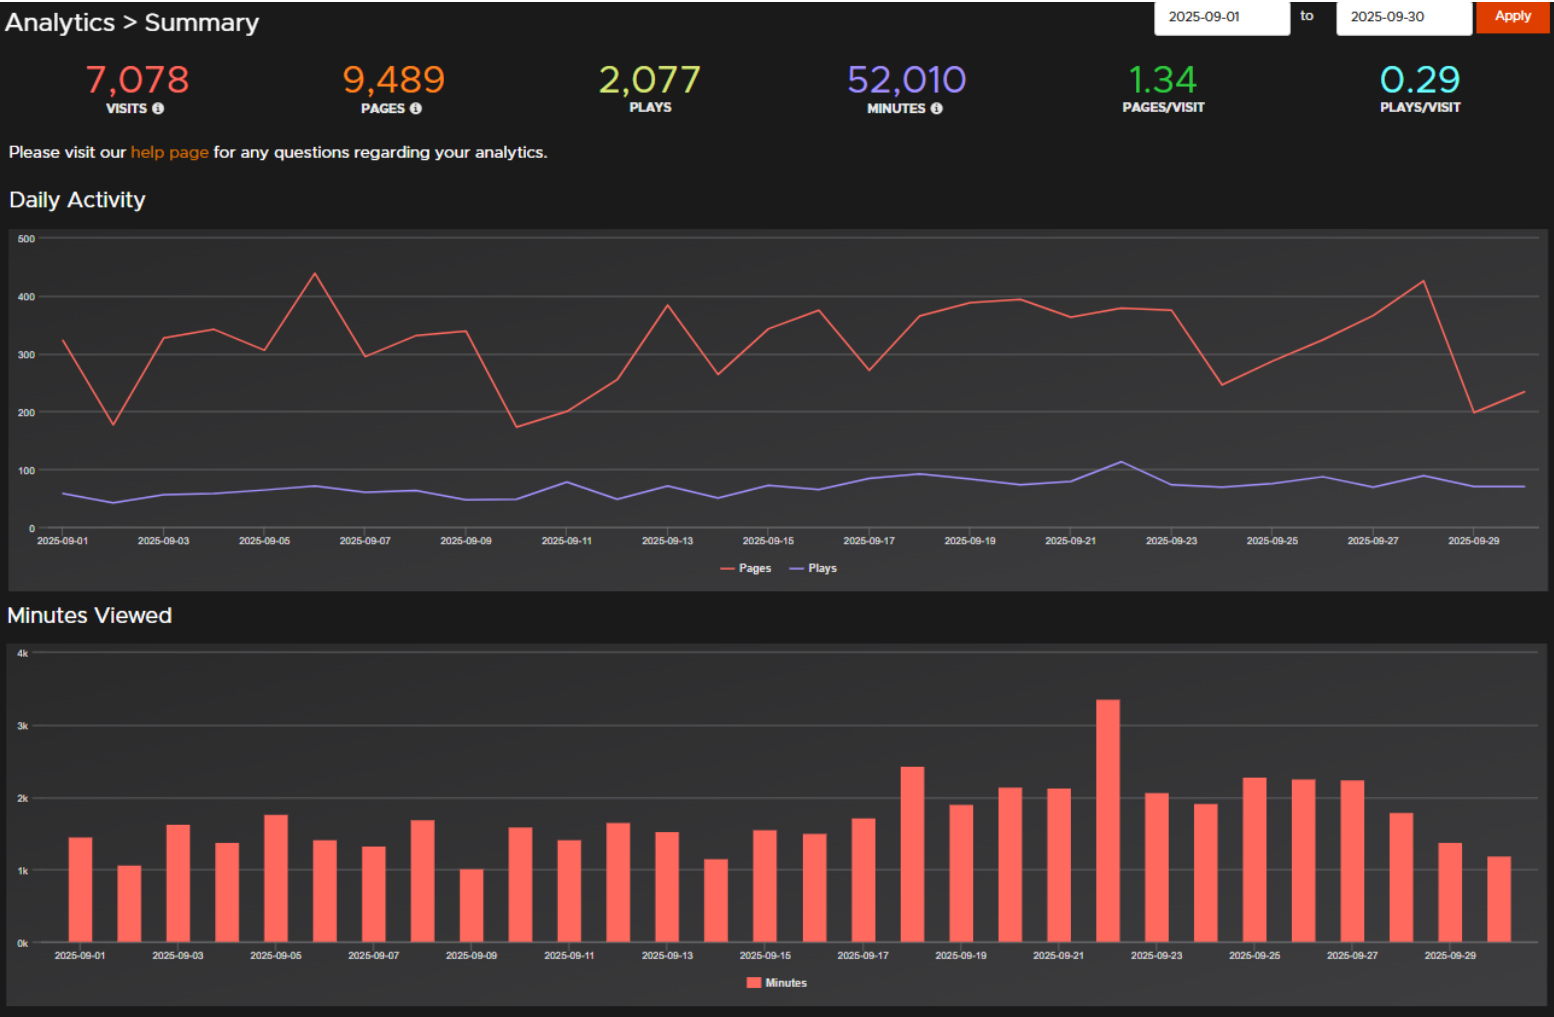 Analytics > Summary
2025-09-01 to 2025-09-30 Apply
7,078 9,489 2,077 52,010 1.34 0.29
VISITS PAGES PLAYS MINUTES PAGES/VISIT PLAYS/VISIT
Please visit our help page for any questions regarding your analytics.
Daily Activity
500
400
300
200
100
0
2025-09-01 2025-09-03 2025-09-05 2025-09-07 2025-09-09 2025-09-11 2025-09-13 2025-09-15 2025-09-17 2025-09-19 2025-09-21 2025-09-23 2025-09-25 2025-09-27 2025-09-29
Pages Plays
Minutes Viewed
4k
3k
2k
1k
0k
2025-09-01 2025-09-03 2025-09-05 2025-09-07 2025-09-09 2025-09-11 2025-09-13 2025-09-15 2025-09-17 2025-09-19 2025-09-21 2025-09-23 2025-09-25 2025-09-27 2025-09-29
Minutes